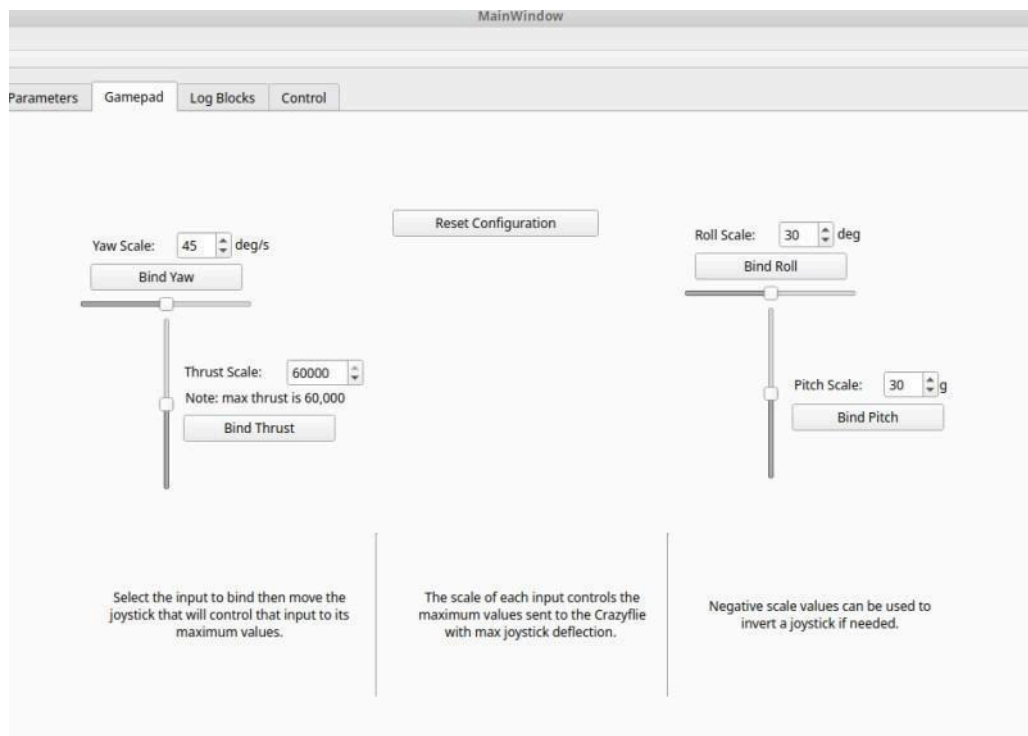 MainWindow
Parameters
Gamepad
Log Blocks
Control
Reset Configuration
Yaw Scale: 45 deg/s
Bind Yaw
Roll Scale: 30 deg
Bind Roll
Thrust Scale: 60000
Note: max thrust is 60,000
Bind Thrust
Pitch Scale: 30 g
Bind Pitch
Select the input to bind then move the
joystick that will control that input to its
maximum values.
The scale of each input controls the
maximum values sent to the Crazyflie
with max joystick deflection.
Negative scale values can be used to
invert a joystick if needed.